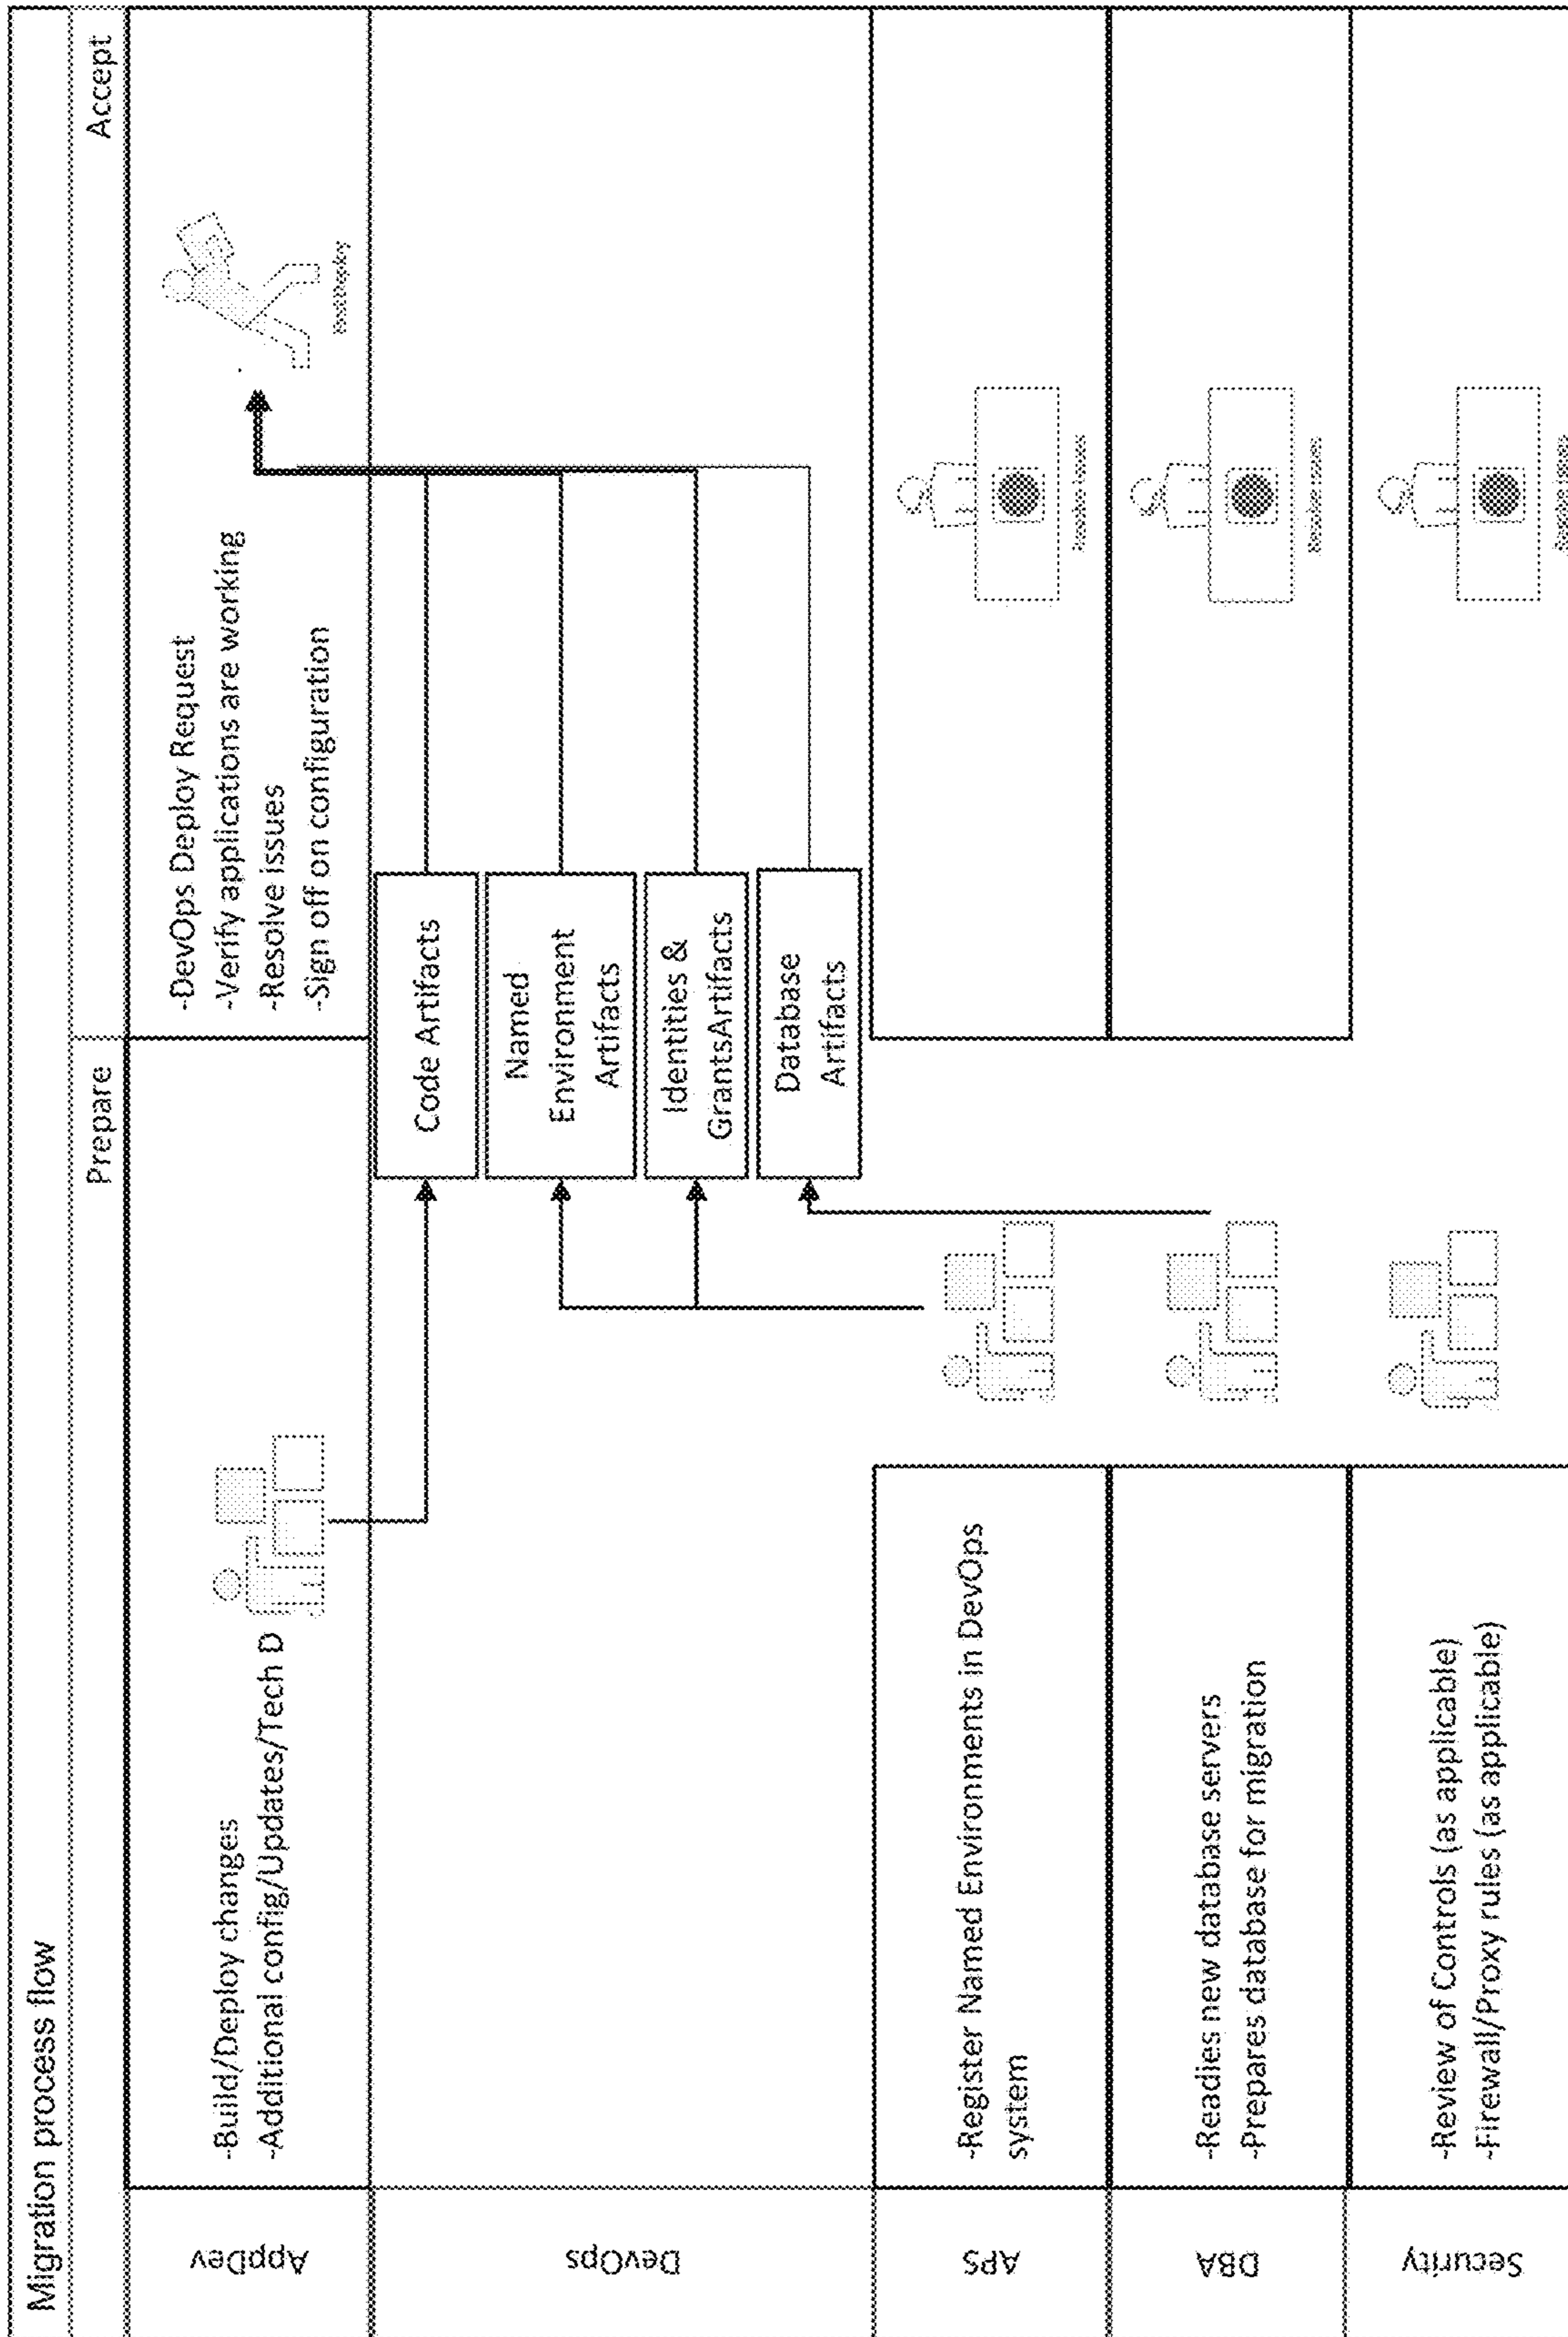 Migration process flow
Prepare
Accept
AppDev
-Build/Deploy changes
-Additional config/Updates/Tech D
-DevOps Deploy Request
-Verify applications are working
-Resolve issues
-Sign off on configuration
DevOps
Code Artifacts
Named
Environment
Artifacts
Identities &
GrantsArtifacts
Database
Artifacts
APS
-Register Named Environments in DevOps
system
DBA
-Readies new database servers
-Prepares database for migration
Security
-Review of Controls (as applicable)
-Firewall/Proxy rules (as applicable)